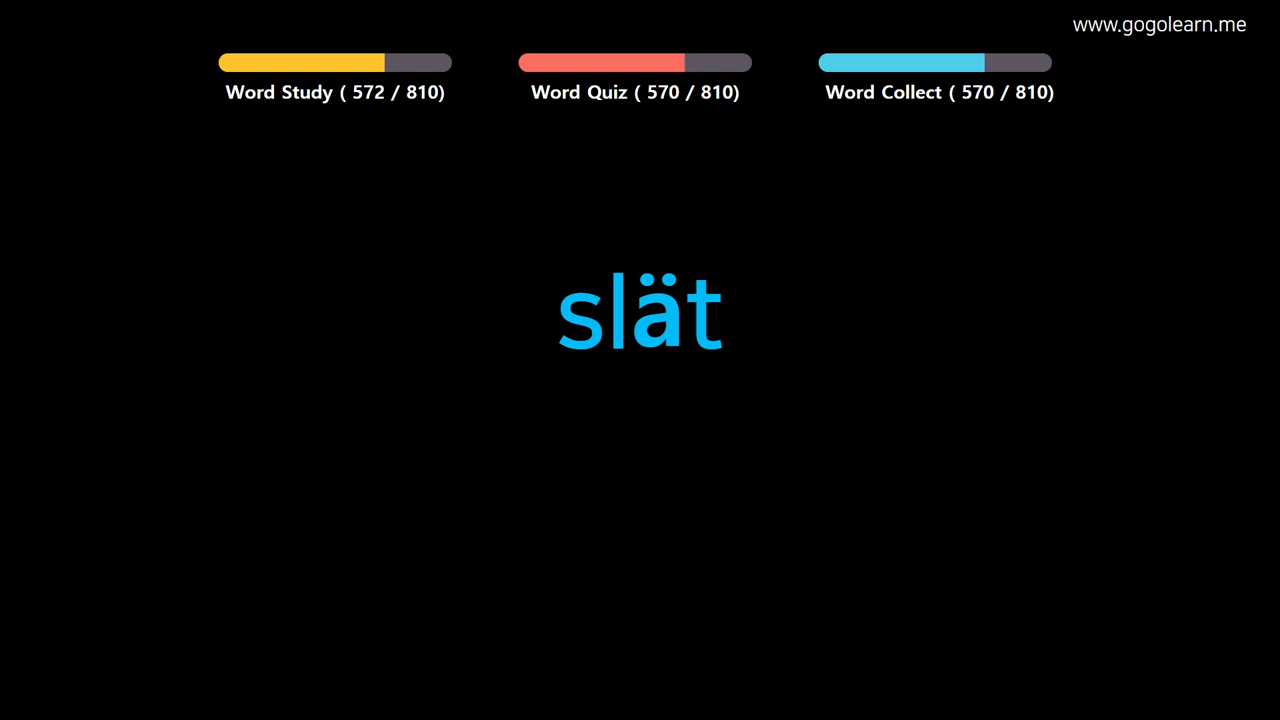 www.gogolearn.me
Word Study ( 572 / 810)
Word Quiz ( 570 / 810)
Word Collect ( 570 / 810)
slät